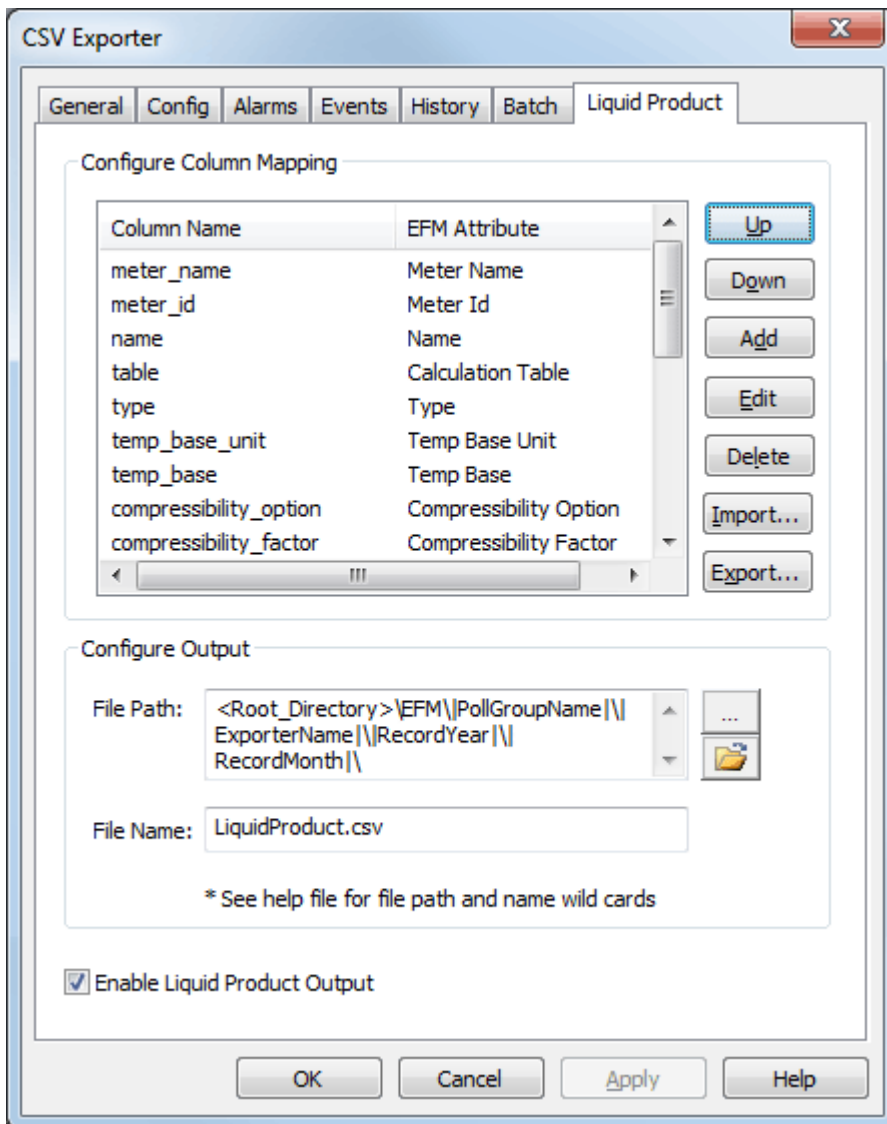 CSV Exporter
General Config Alarms Events History Batch Liquid Product
Configure Column Mapping
Column Name EFM Attribute
meter_name Meter Name
meter_id Meter Id
name Name
table Calculation Table
type Type
temp_base_unit Temp Base Unit
temp_base Temp Base
compressibility_option Compressibility Option
compressibility_factor Compressibility Factor
Up
Down
Add
Edit
Delete
Import...
Export...
Configure Output
File Path: <Root_Directory>\EFM\|PollGroupName|\|
ExporterName|\|RecordYear|\|
RecordMonth|\
...
File Name: LiquidProduct.csv
* See help file for file path and name wild cards
Enable Liquid Product Output
OK Cancel Apply Help